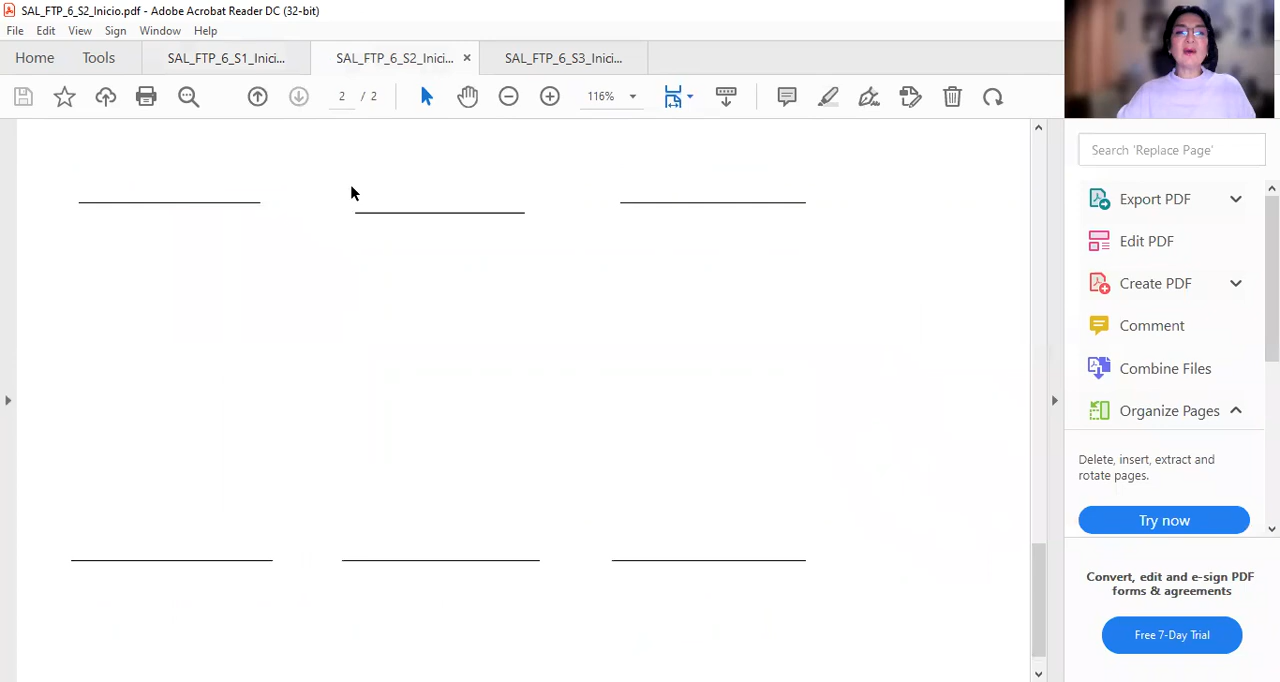 SAL_FTP_6_S2_Inicio.pdf - Adobe Acrobat Reader DC (32-bit)
File Edit View Sign Window Help
Home Tools SAL_FTP_6_S1_Inici... SAL_FTP_6_S2_Inici... × SAL_FTP_6_S3_Inici...
2 / 2 116%
Search 'Replace Page'
Export PDF
Edit PDF
Create PDF
Comment
Combine Files
Organize Pages
Delete, insert, extract and
rotate pages.
Try now
Convert, edit and e-sign PDF
forms & agreements
Free 7-Day Trial